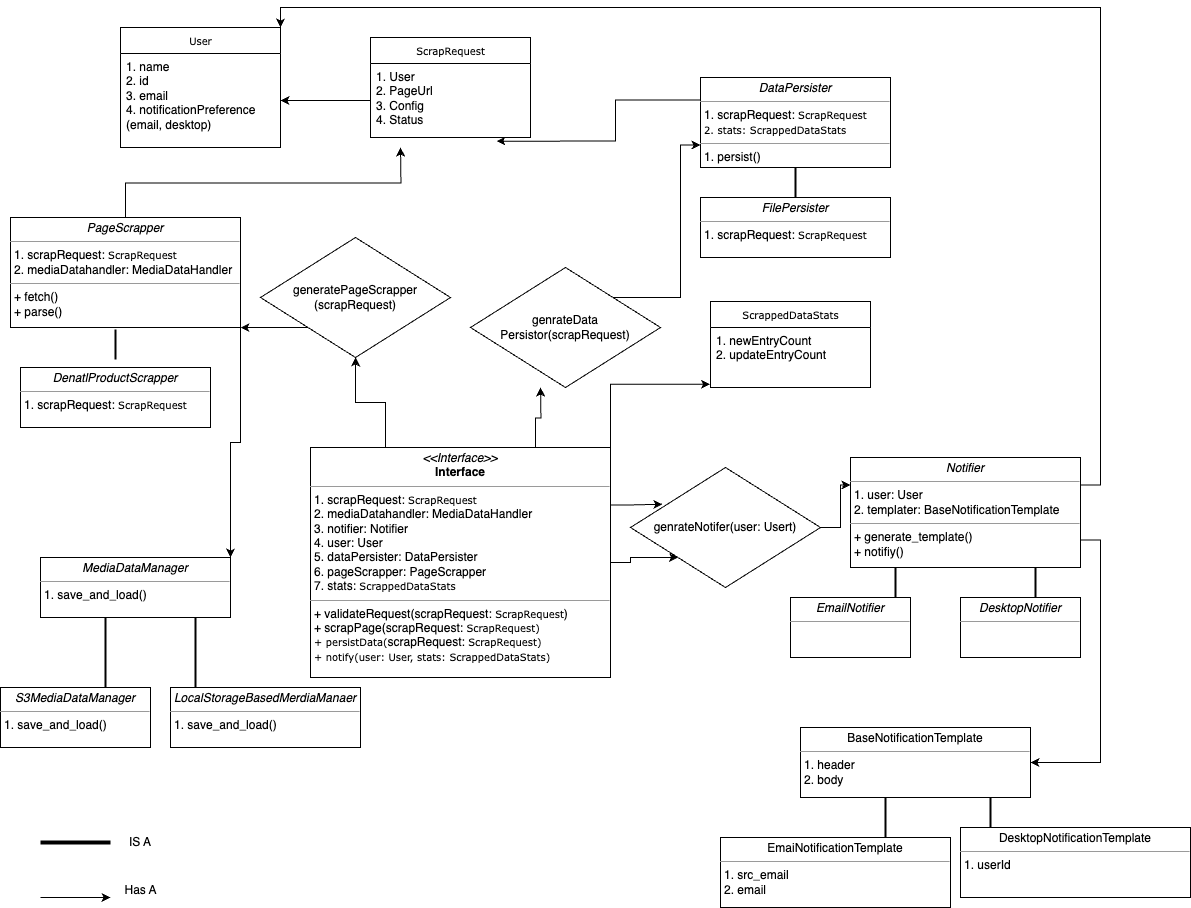 User
1. name
2. id
3. email
4. notificationPreference
(email, desktop)
ScrapRequest
1. User
2. PageUrl
3. Config
4. Status
DataPersister
1. scrapRequest: ScrapRequest
2. stats: ScrappedDataStats
1. persist()
FilePersister
1. scrapRequest: ScrapRequest
PageScrapper
1. scrapRequest: ScrapRequest
2. mediaDatahandler: MediaDataHandler
+ fetch()
+ parse()
generatePageScrapper
(scrapRequest)
genrateData
Persistor(scrapRequest)
ScrappedDataStats
1. newEntryCount
2. updateEntryCount
DenatlProductScrapper
1. scrapRequest: ScrapRequest
<<Interface>>
Interface
1. scrapRequest: ScrapRequest
2. mediaDatahandler: MediaDataHandler
3. notifier: Notifier
4. user: User
5. dataPersister: DataPersister
6. pageScrapper: PageScrapper
7. stats: ScrappedDataStats
+ validateRequest(scrapRequest: ScrapRequest)
+ scrapPage(scrapRequest: ScrapRequest)
+ persistData(scrapRequest: ScrapRequest)
+ notify(user: User, stats: ScrappedDataStats)
genrateNotifer(user: Usert)
Notifier
1. user: User
2. templater: BaseNotificationTemplate
+ generate_template()
+ notifiy()
EmailNotifier
DesktopNotifier
MediaDataManager
1. save_and_load()
S3MediaDataManager
1. save_and_load()
LocalStorageBasedMerdiaManaer
1. save_and_load()
BaseNotificationTemplate
1. header
2. body
EmaiNotificationTemplate
1. src_email
2. email
DesktopNotificationTemplate
1. userId
IS A
Has A